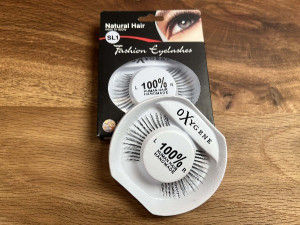 Natural Hair
SL1
Fashion Eyelashes
L
100%
R
HUMAN HAIR
HANDMADE
OXYGENE
L
100%
R
HUMAN HAIR
HANDMADE